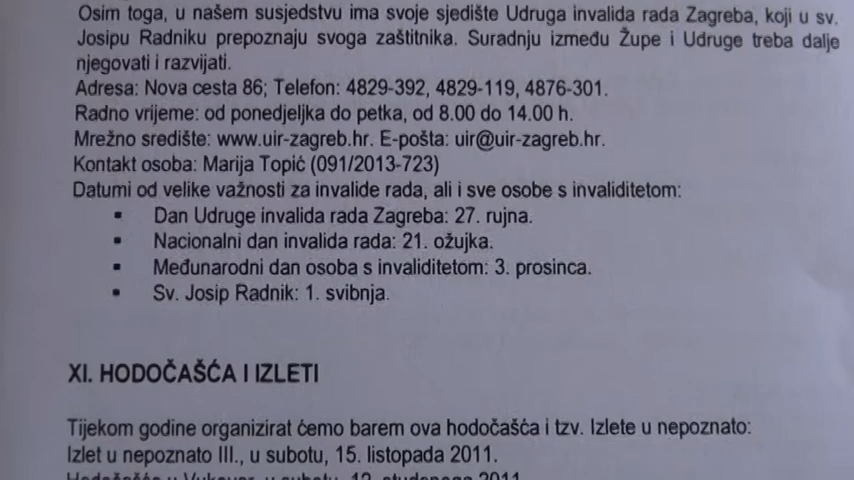 Osim toga, u našem susjedstvu ima svoje sjedište Udruga invalida rada Zagreba, koji u sv.
Josipu Radniku prepoznaju svoga zaštitnika. Suradnju između Župe i Udruge treba dalje
njegovati i razvijati.
Adresa: Nova cesta 86; Telefon: 4829-392, 4829-119, 4876-301.
Radno vrijeme: od ponedjeljka do petka, od 8.00 do 14.00 h.
Mrežno središte: www.uir-zagreb.hr. E-pošta: uir@uir-zagreb.hr.
Kontakt osoba: Marija Topić (091/2013-723)
Datumi od velike važnosti za invalide rada, ali i sve osobe s invaliditetom:
▪ Dan Udruge invalida rada Zagreba: 27. rujna.
▪ Nacionalni dan invalida rada: 21. ožujka.
▪ Međunarodni dan osoba s invaliditetom: 3. prosinca.
▪ Sv. Josip Radnik: 1. svibnja.
XI. HODOČAŠĆA I IZLETI
Tijekom godine organizirat ćemo barem ova hodočašća i tzv. Izlete u nepoznato:
Izlet u nepoznato III., u subotu, 15. listopada 2011.
Hodočašće u Vukovar, u subotu, 12. studenoga 2011.